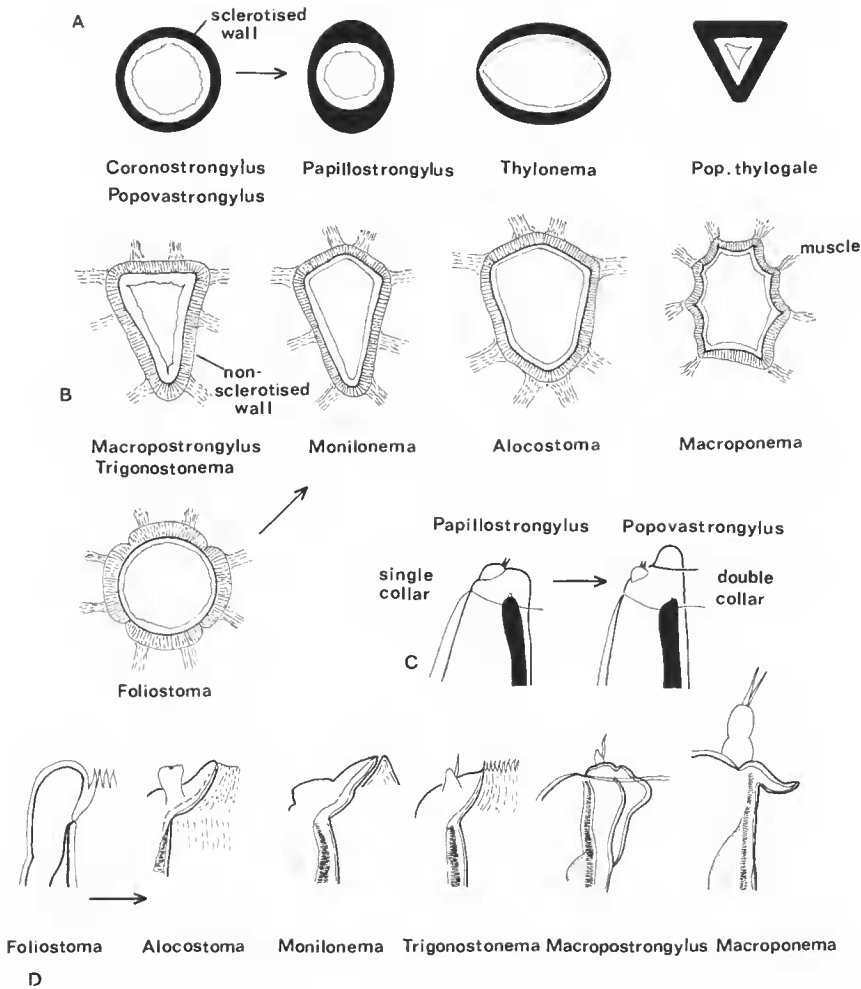 A
sclerotised
wall
Coronostrongylus
Popovastrongylus
Papillostrongylus
Thylonema
Pop. thylogale
muscle
non-
sclerotised
wall
B
Macropostrongylus
Trigonostonema
Monilonema
Alocostoma
Macroponema
Foliostoma
Papillostrongylus
Popovastrongylus
single
collar
double
collar
C
Foliostoma
Alocostoma
Monilonema
Trigonostonema
Macropostrongylus
Macroponema
D